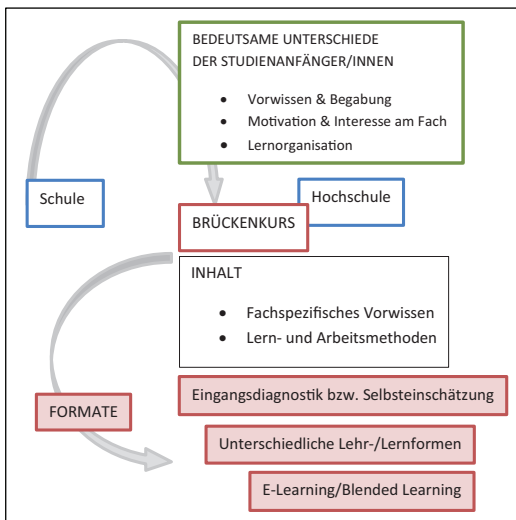 BEDEUTSAME UNTERSCHIEDE
DER STUDIENANFÄNGER/INNEN
• Vorwissen & Begabung
• Motivation & Interesse am Fach
• Lernorganisation
Schule
Hochschule
BRÜCKENKURS
INHALT
• Fachspezifisches Vorwissen
• Lern- und Arbeitsmethoden
FORMATE
Eingangsdiagnostik bzw. Selbsteinschätzung
Unterschiedliche Lehr-/Lernformen
E-Learning/Blended Learning